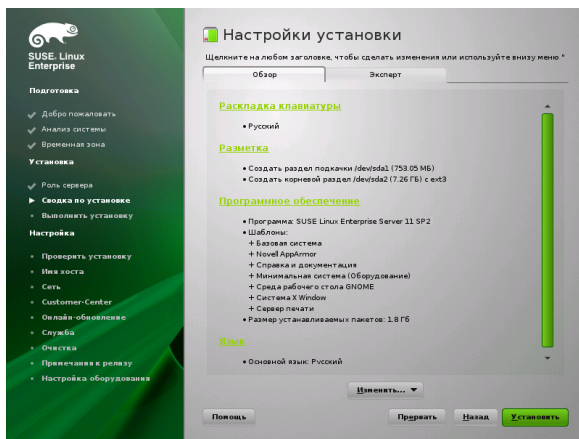 SUSE. Linux
Enterprise
Подготовка
Добро пожаловать
Анализ системы
Временная зона
Установка
Роль сервера
Сводка по установке
Выполнить установку
Настройка
Проверить установку
Имя хоста
Сеть
Customer-Center
Онлайн-обновление
Служба
Очистка
Примечания к релизу
Настройка оборудования
Настройки установки
Щелкните на любом заголовке, чтобы сделать изменения или используйте внизу меню "
Обзор
Эксперт
Раскладка клавиатуры
• Русский
Разметка
• Создать раздел подкачки /dev/sda1 (753.05 МБ)
• Создать корневой раздел /dev/sda2 (7.26 ГБ) с ext3
Программное обеспечение
• Программа: SUSE Linux Enterprise Server 11 SP2
• Шаблоны:
+ Базовая система
+ Novell AppArmor
+ Справка и документация
+ Минимальная система (Оборудование)
+ Среда рабочего стола GNOME
+ Система X Window
+ Сервер печати
• Размер устанавливаемых пакетов: 1.8 Гб
Язык
• Основной язык: Русский
Изменить...
Помощь
Прервать
Назад
Установить